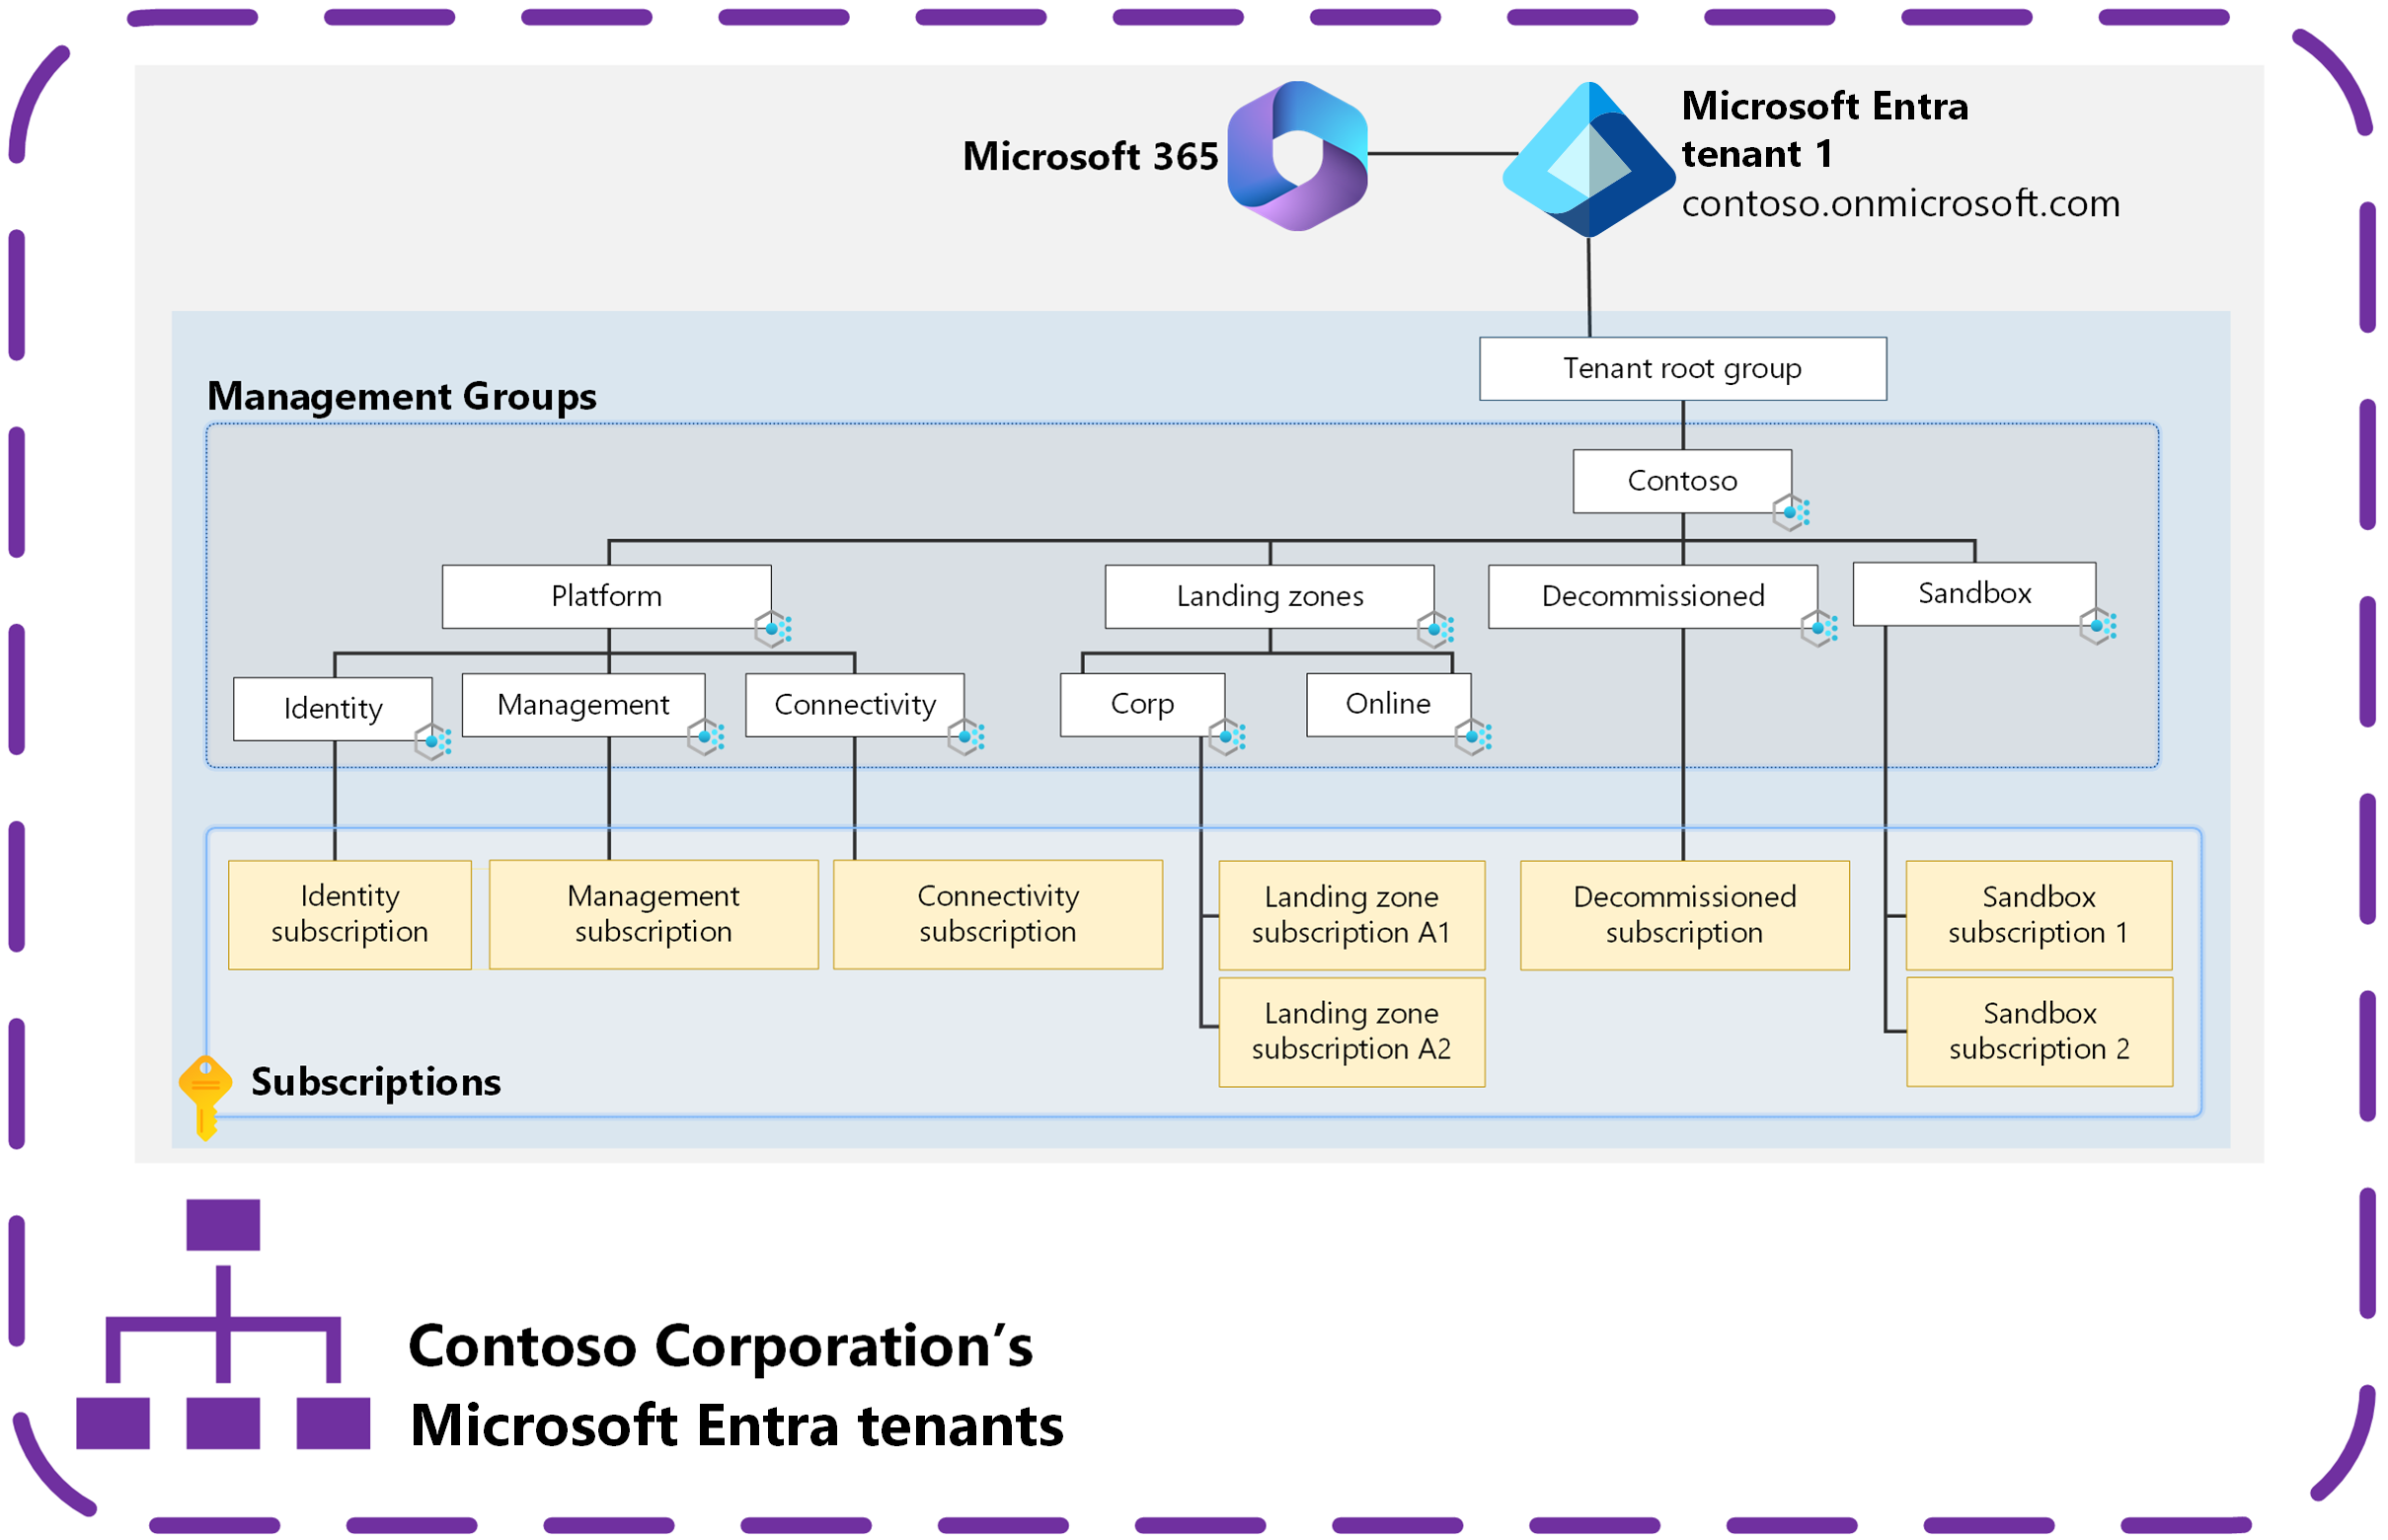 Microsoft 365
Microsoft Entra
tenant 1
contoso.onmicrosoft.com
Tenant root group
Management Groups
Contoso
Platform
Landing zones
Decommissioned
Sandbox
Identity
Management
Connectivity
Corp
Online
Identity
subscription
Management
subscription
Connectivity
subscription
Landing zone
subscription A1
Decommissioned
subscription
Sandbox
subscription 1
Landing zone
subscription A2
Sandbox
subscription 2
Subscriptions
Contoso Corporation’s
Microsoft Entra tenants